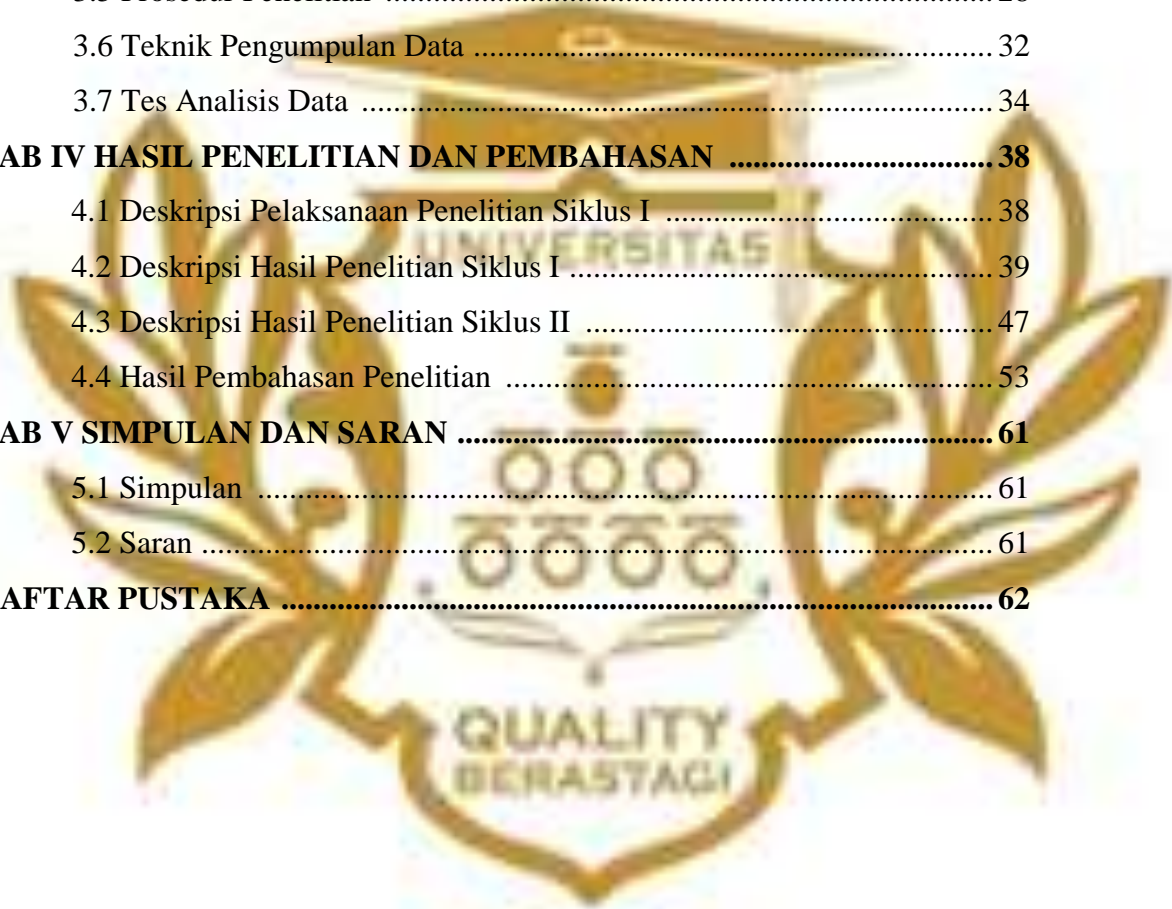 3.6 Teknik Pengumpulan Data ........................................................................ 32
3.7 Tes Analisis Data ........................................................................ 34
AB IV HASIL PENELITIAN DAN PEMBAHASAN .................................. 38
4.1 Deskripsi Pelaksanaan Penelitian Siklus I ............................................. 38
UNIVERSITAS
4.2 Deskripsi Hasil Penelitian Siklus I .......................................................... 39
4.3 Deskripsi Hasil Penelitian Siklus II ........................................................ 47
4.4 Hasil Pembahasan Penelitian .................................................................. 53
AB V SIMPULAN DAN SARAN ..................................................................... 61
5.1 Simpulan ................................................................................................. 61
5.2 Saran ........................................................................................................ 61
AFTAR PUSTAKA .......................................................................................... 62
QUALITY
BERASTAGI